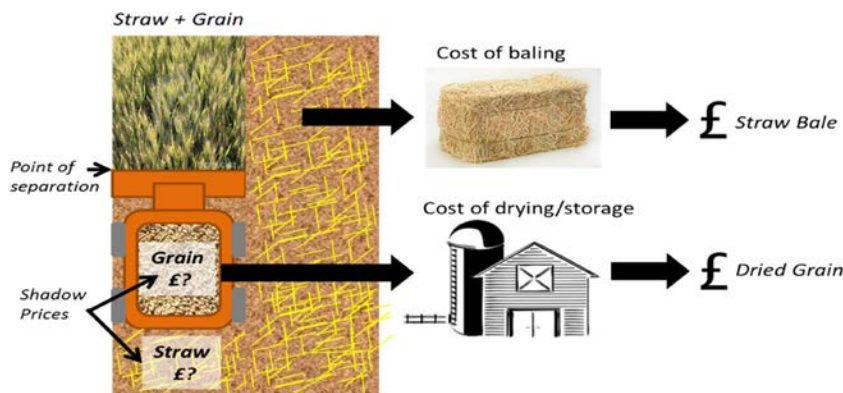 Straw + Grain
Cost of baling
£ Straw Bale
Point of
separation
Cost of drying/storage
Grain
£?
£ Dried Grain
Shadow
Prices
Straw
£?